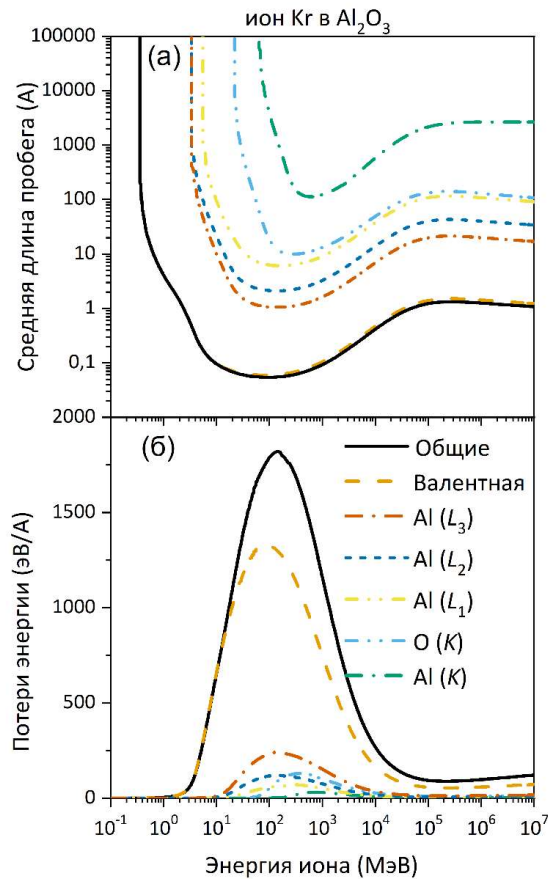 ион Kr в Al₂O₃
(а)
Средняя длина пробега (А)
100000
10000
1000
100
10
1
0,1
2000
(б)
Потери энергии (эВ/А)
1500
1000
500
0
Общие
Валентная
Al (L₃)
Al (L₂)
Al (L₁)
O (K)
Al (K)
10⁻¹ 10⁰ 10¹ 10² 10³ 10⁴ 10⁵ 10⁶ 10⁷
Энергия иона (МэВ)